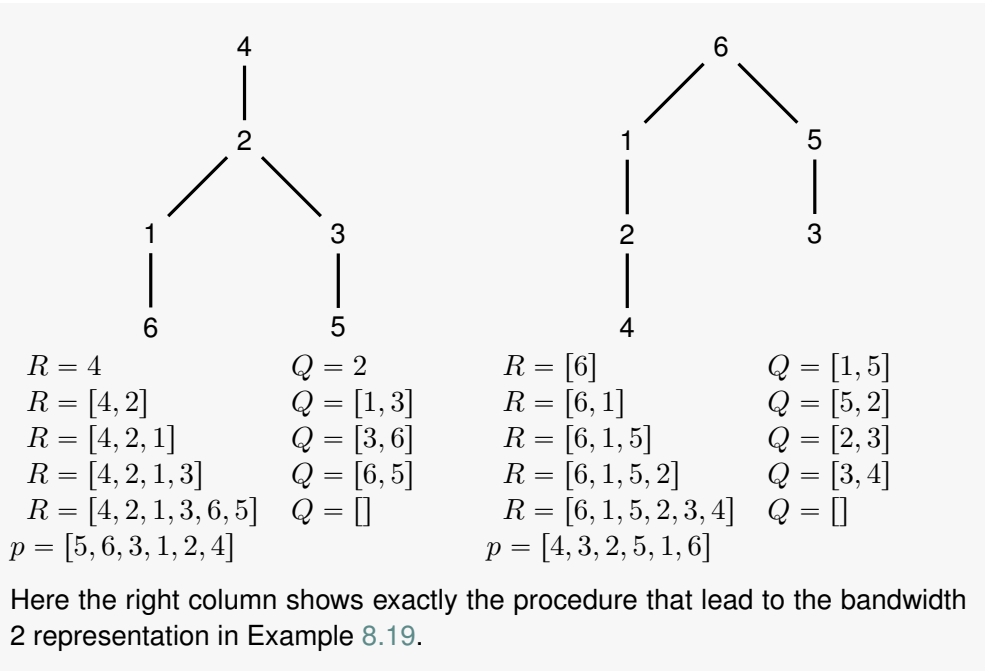 4 6
2 1 5
1 3 2 3
6 5 4
R = 4 Q = 2 R = [6] Q = [1, 5]
R = [4, 2] Q = [1, 3] R = [6, 1] Q = [5, 2]
R = [4, 2, 1] Q = [3, 6] R = [6, 1, 5] Q = [2, 3]
R = [4, 2, 1, 3] Q = [6, 5] R = [6, 1, 5, 2] Q = [3, 4]
R = [4, 2, 1, 3, 6, 5] Q = [] R = [6, 1, 5, 2, 3, 4] Q = []
p = [5, 6, 3, 1, 2, 4] p = [4, 3, 2, 5, 1, 6]
Here the right column shows exactly the procedure that lead to the bandwidth
2 representation in Example 8.19.